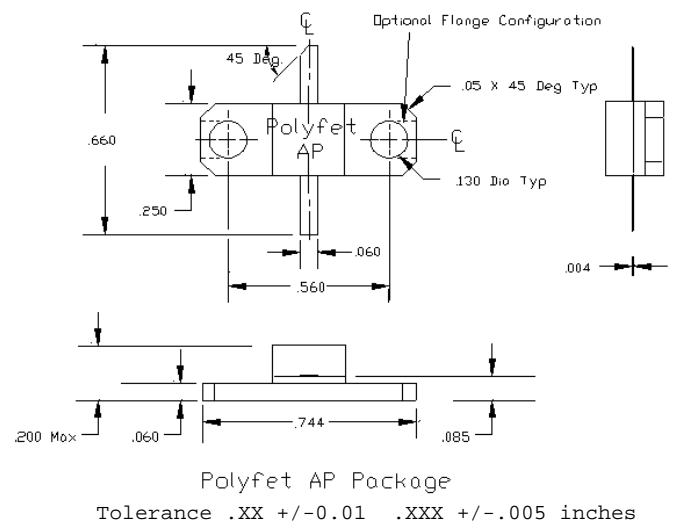 C L
Optional Flange Configuration
45 Deg.
.05 X 45 Deg Typ
Polyfet
AP
C L
.660
.130 Dia Typ
.250
.060
.004
.560
.744
.200 Max
.060
.085
Polyfet AP Package
Tolerance .XX +/-0.01 .XXX +/-.005 inches